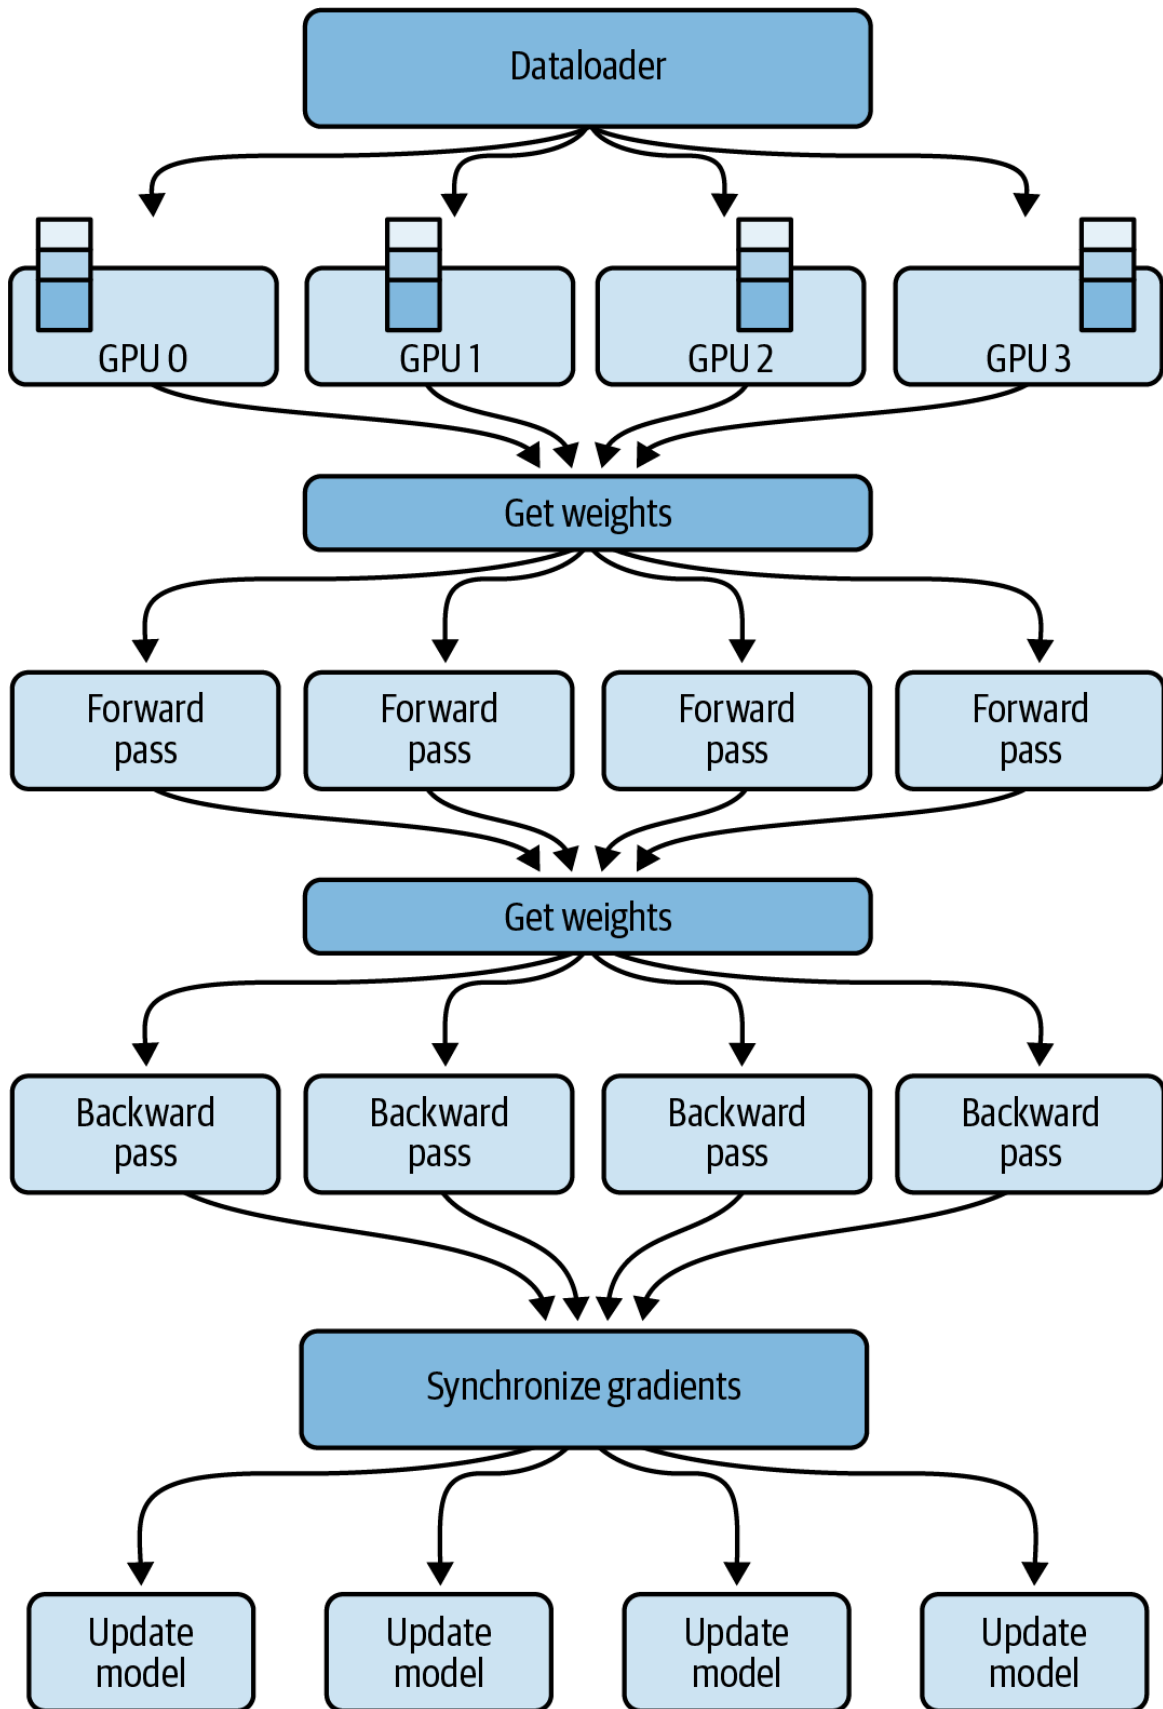 Dataloader
GPU 0
GPU 1
GPU 2
GPU 3
Get weights
Forward
pass
Forward
pass
Forward
pass
Forward
pass
Get weights
Backward
pass
Backward
pass
Backward
pass
Backward
pass
Synchronize gradients
Update
model
Update
model
Update
model
Update
model